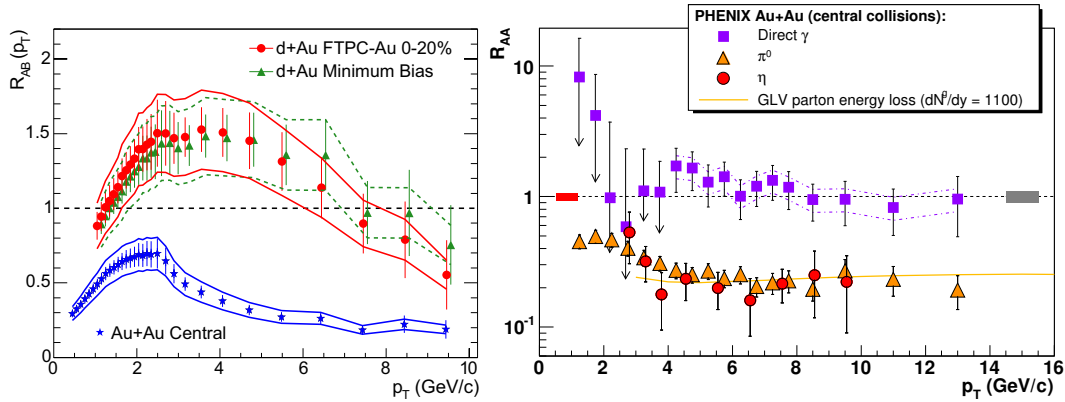 R_AB(p_T)
2
1.5
1
0.5
0
d+Au FTPC-Au 0-20%
d+Au Minimum Bias
Au+Au Central
0 2 4 6 8 10
p_T (GeV/c)
R_AA
10
1
10^-1
PHENIX Au+Au (central collisions):
Direct γ
π^0
η
GLV parton energy loss (dN^g/dy = 1100)
0 2 4 6 8 10 12 14 16
p_T (GeV/c)